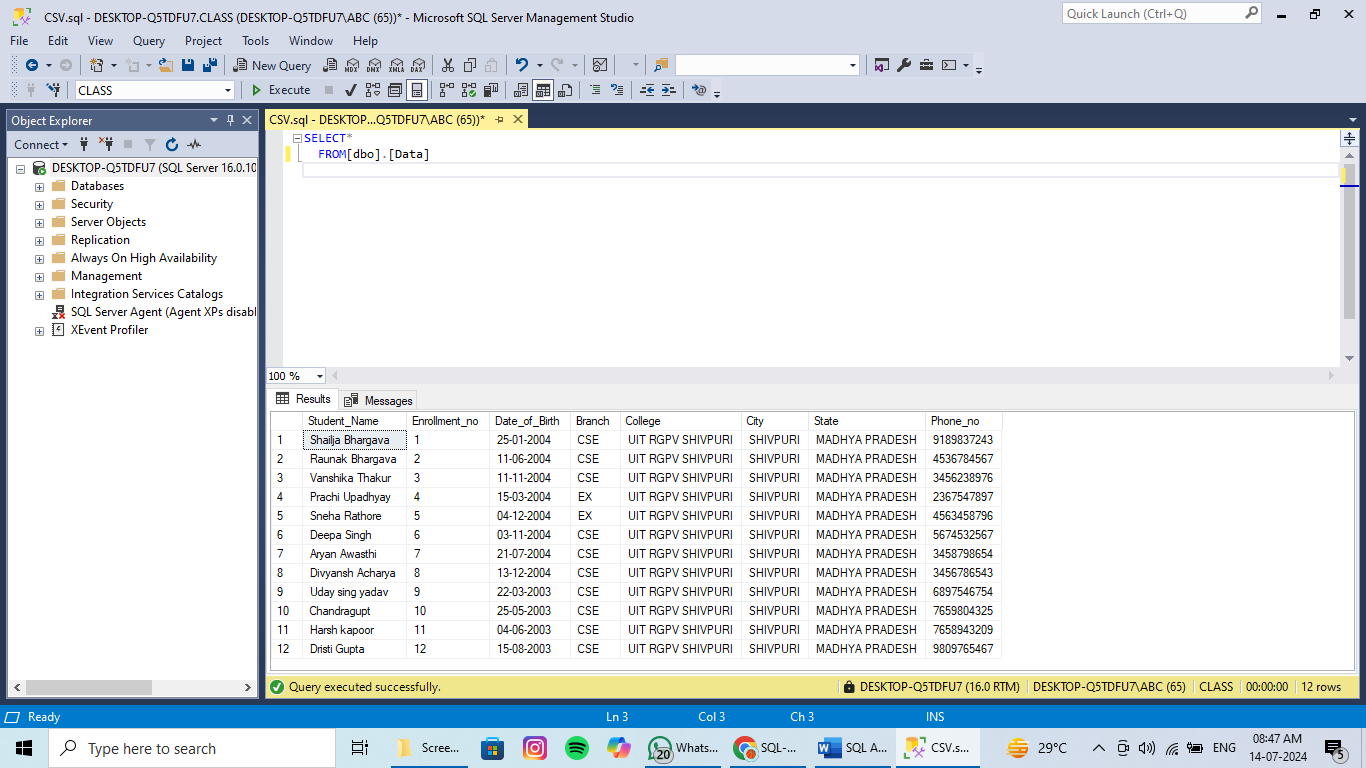 CSV.sql - DESKTOP-Q5TDFU7.CLASS (DESKTOP-Q5TDFU7\ABC (65))* - Microsoft SQL Server Management Studio
Quick Launch (Ctrl+Q)
File Edit View Query Project Tools Window Help
New Query MDX DMX XMLA DAX
CLASS Execute
Object Explorer
Connect
DESKTOP-Q5TDFU7 (SQL Server 16.0.10
Databases
Security
Server Objects
Replication
Always On High Availability
Management
Integration Services Catalogs
SQL Server Agent (Agent XPs disabl
XEvent Profiler
CSV.sql - DESKTOP...Q5TDFU7\ABC (65))*
SELECT*
FROM[dbo].[Data]
100 %
Results Messages
Student_Name Enrollment_no Date_of_Birth Branch College City State Phone_no
1 Shailja Bhargava 1 25-01-2004 CSE UIT RGPV SHIVPURI SHIVPURI MADHYA PRADESH 9189837243
2 Raunak Bhargava 2 11-06-2004 CSE UIT RGPV SHIVPURI SHIVPURI MADHYA PRADESH 4536784567
3 Vanshika Thakur 3 11-11-2004 CSE UIT RGPV SHIVPURI SHIVPURI MADHYA PRADESH 3456238976
4 Prachi Upadhyay 4 15-03-2004 EX UIT RGPV SHIVPURI SHIVPURI MADHYA PRADESH 2367547897
5 Sneha Rathore 5 04-12-2004 EX UIT RGPV SHIVPURI SHIVPURI MADHYA PRADESH 4563458796
6 Deepa Singh 6 03-11-2004 CSE UIT RGPV SHIVPURI SHIVPURI MADHYA PRADESH 5674532567
7 Aryan Awasthi 7 21-07-2004 CSE UIT RGPV SHIVPURI SHIVPURI MADHYA PRADESH 3458798654
8 Divyansh Acharya 8 13-12-2004 CSE UIT RGPV SHIVPURI SHIVPURI MADHYA PRADESH 3456786543
9 Uday sing yadav 9 22-03-2003 CSE UIT RGPV SHIVPURI SHIVPURI MADHYA PRADESH 6897546754
10 Chandragupt 10 25-05-2003 CSE UIT RGPV SHIVPURI SHIVPURI MADHYA PRADESH 7659804325
11 Harsh kapoor 11 04-06-2003 CSE UIT RGPV SHIVPURI SHIVPURI MADHYA PRADESH 7658943209
12 Dristi Gupta 12 15-08-2003 CSE UIT RGPV SHIVPURI SHIVPURI MADHYA PRADESH 9809765467
Query executed successfully. DESKTOP-Q5TDFU7 (16.0 RTM) DESKTOP-Q5TDFU7\ABC (65) CLASS 00:00:00 12 rows
Ready Ln 3 Col 3 Ch 3 INS
Type here to search Scree... 20 Whats... SQL-... SQL A... CSV.s... 29°C ENG 08:47 AM
14-07-2024 5